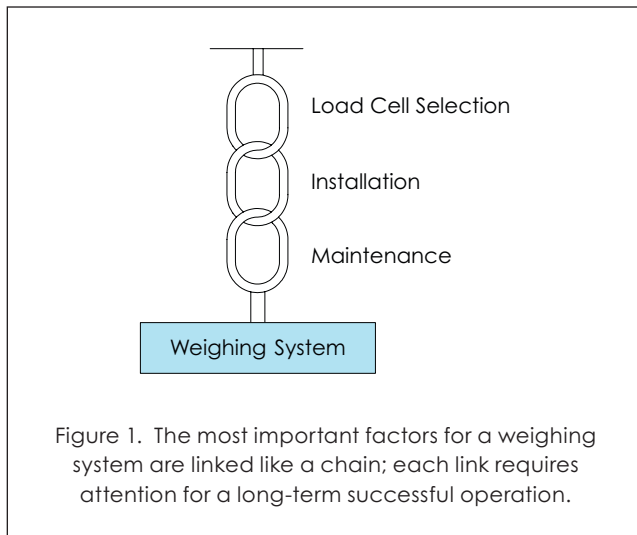 Load Cell Selection
Installation
Maintenance
Weighing System
Figure 1.  The most important factors for a weighing
system are linked like a chain; each link requires
attention for a long-term successful operation.